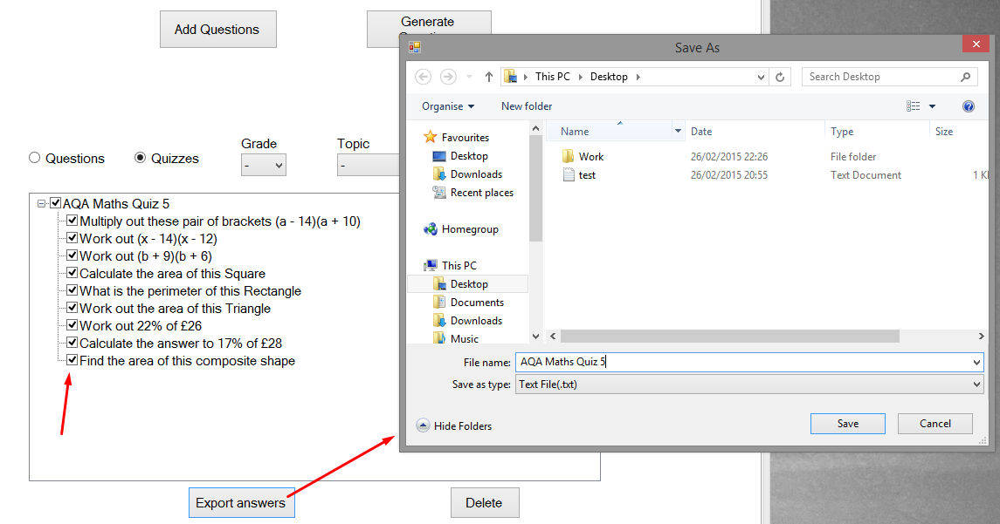 Add Questions
Generate
Save As
This PC
Desktop
Search Desktop
Organise
New folder
Name
Date
Type
Size
Favourites
Desktop
Downloads
Recent places
Homegroup
This PC
Desktop
Documents
Downloads
Music
Work 26/02/2015 22:26 File folder
test 26/02/2015 20:55 Text Document 1
File name: AQA Maths Quiz 5
Save as type: Text File(.txt)
Hide Folders
Save
Cancel
Grade
Topic
Questions
Quizzes
-
-
AQA Maths Quiz 5
Multiply out these pair of brackets (a - 14)(a + 10)
Work out (x - 14)(x - 12)
Work out (b + 9)(b + 6)
Calculate the area of this Square
What is the perimeter of this Rectangle
Work out the area of this Triangle
Work out 22% of £26
Calculate the answer to 17% of £28
Find the area of this composite shape
Export answers
Delete